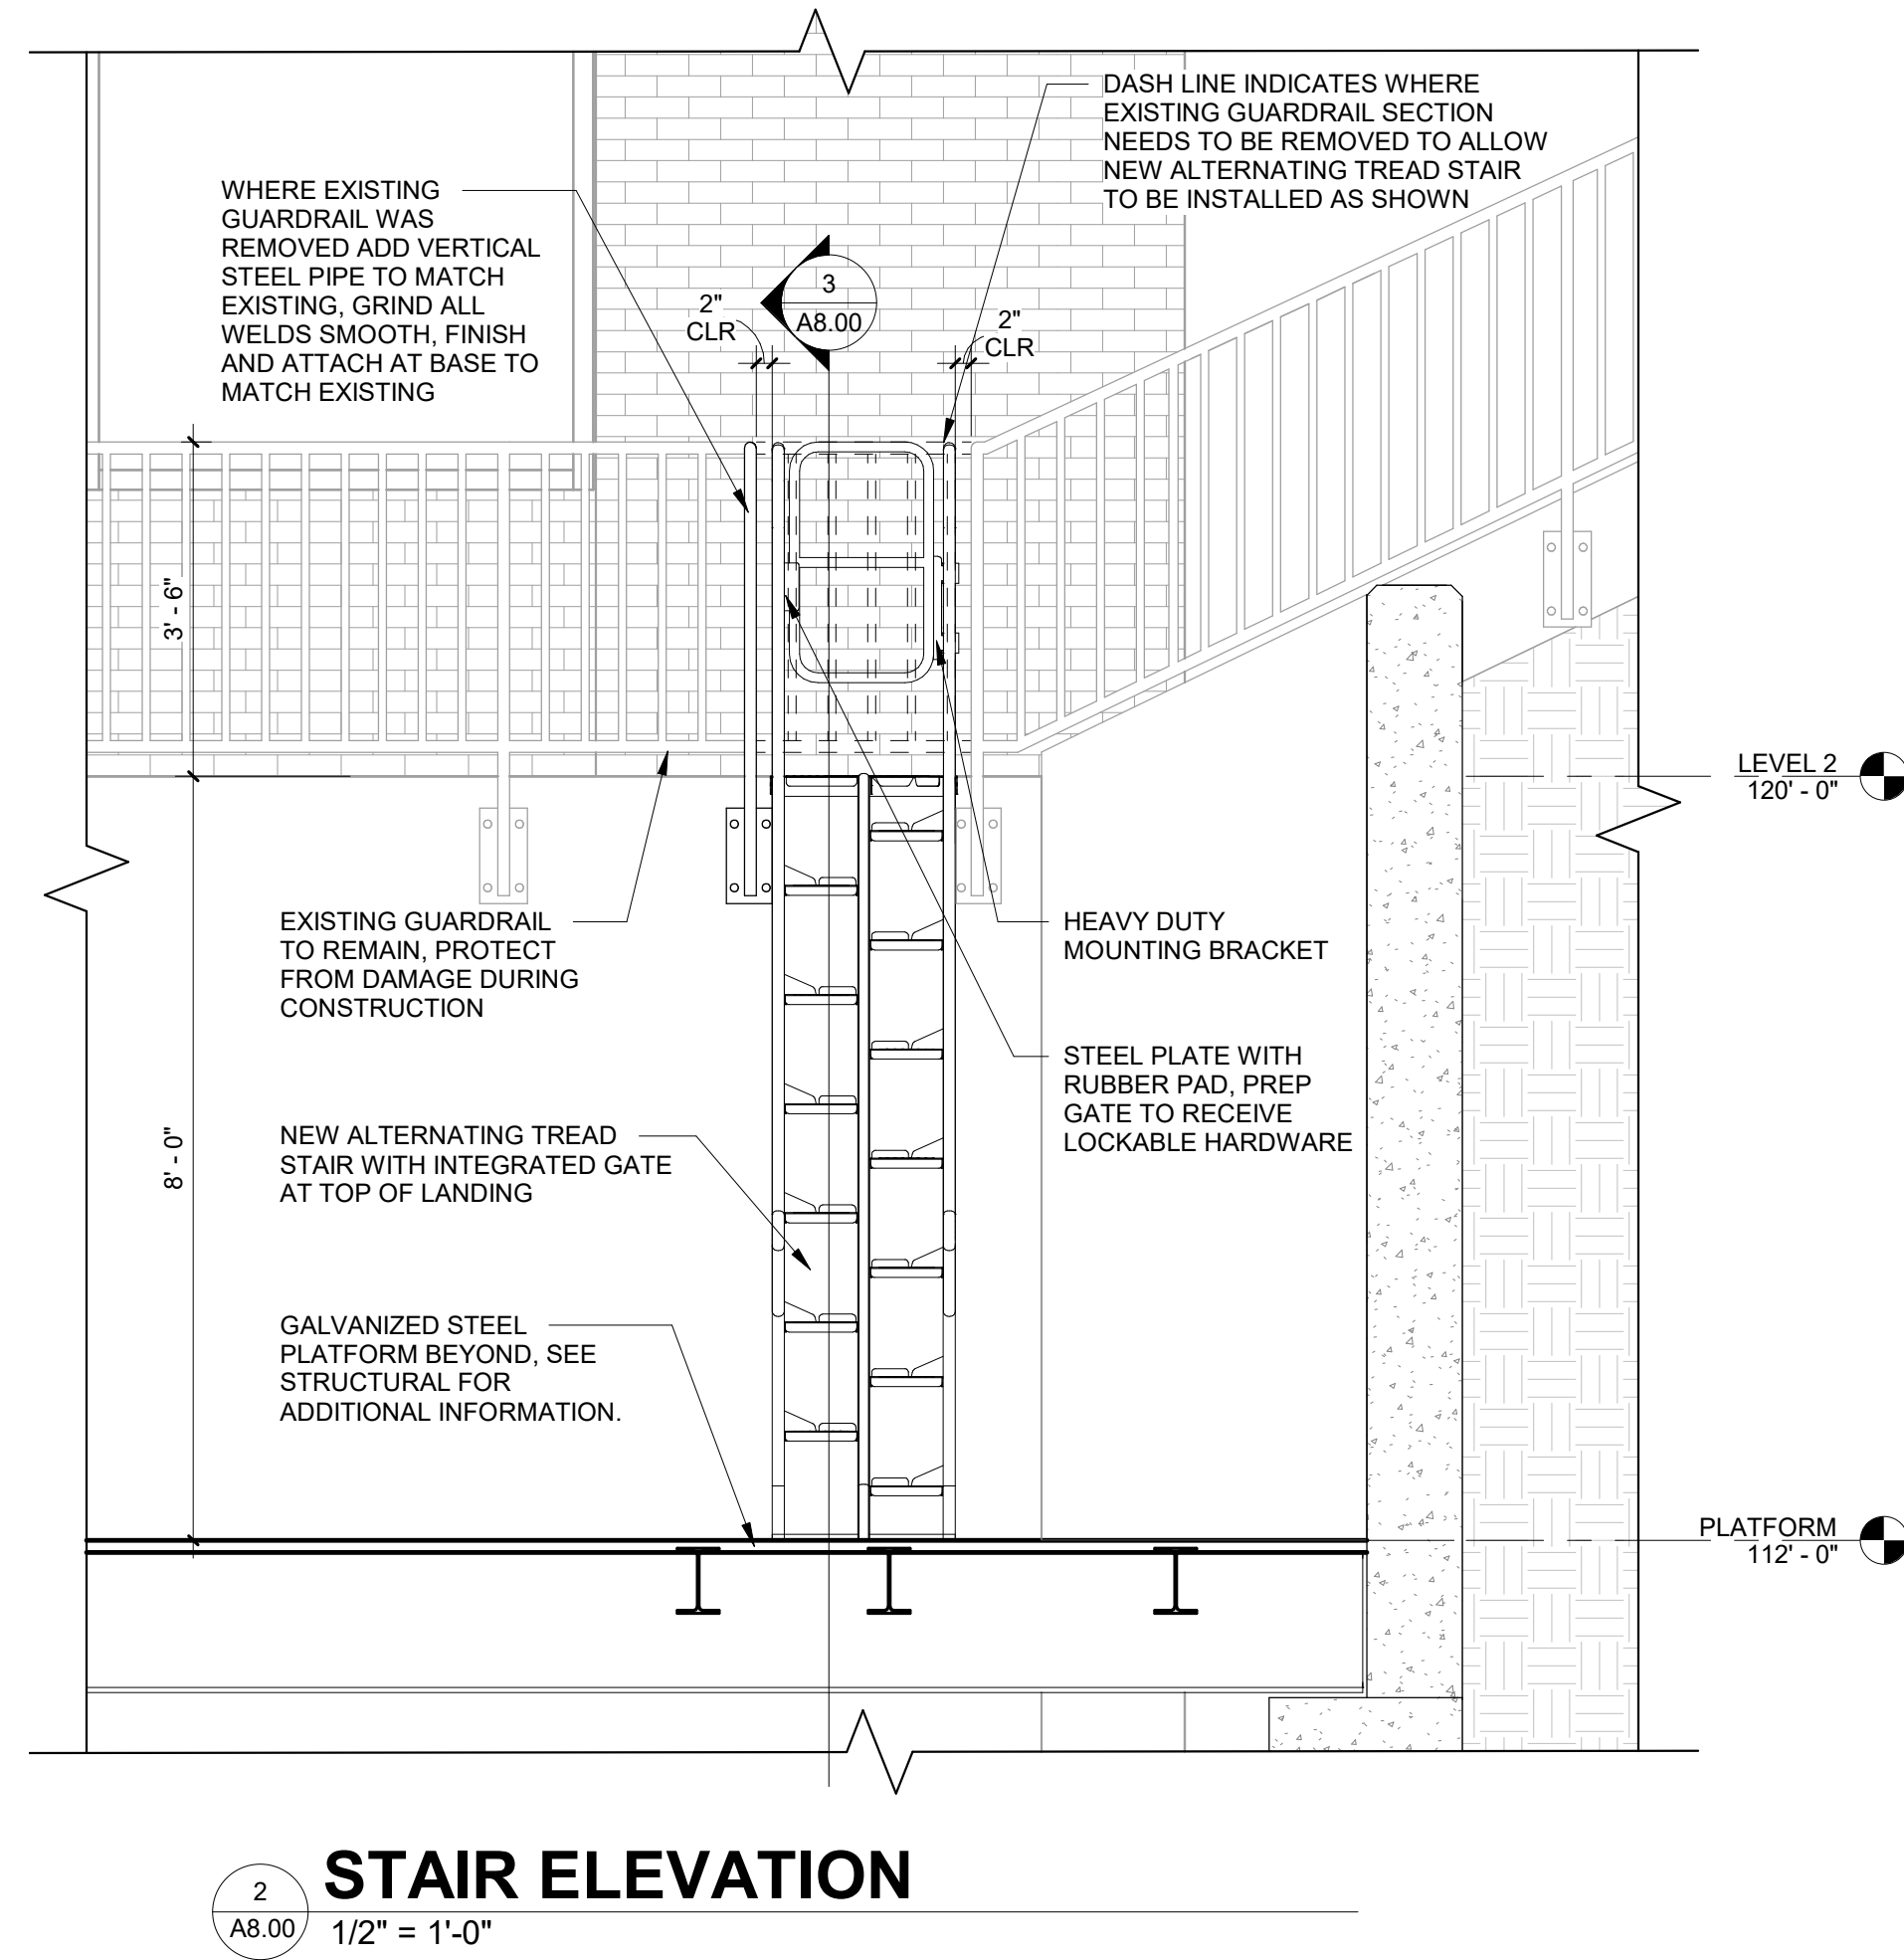 DASH LINE INDICATES WHERE
EXISTING GUARDRAIL SECTION
NEEDS TO BE REMOVED TO ALLOW
NEW ALTERNATING TREAD STAIR
TO BE INSTALLED AS SHOWN
WHERE EXISTING
GUARDRAIL WAS
REMOVED ADD VERTICAL
STEEL PIPE TO MATCH
EXISTING, GRIND ALL
WELDS SMOOTH, FINISH
AND ATTACH AT BASE TO
MATCH EXISTING
2"
CLR
3
A8.00
2"
CLR
3' - 6"
LEVEL 2
120' - 0"
EXISTING GUARDRAIL
TO REMAIN, PROTECT
FROM DAMAGE DURING
CONSTRUCTION
HEAVY DUTY
MOUNTING BRACKET
STEEL PLATE WITH
RUBBER PAD, PREP
GATE TO RECEIVE
LOCKABLE HARDWARE
8' - 0"
NEW ALTERNATING TREAD
STAIR WITH INTEGRATED GATE
AT TOP OF LANDING
GALVANIZED STEEL
PLATFORM BEYOND, SEE
STRUCTURAL FOR
ADDITIONAL INFORMATION.
PLATFORM
112' - 0"
2
A8.00
STAIR ELEVATION
1/2" = 1'-0"